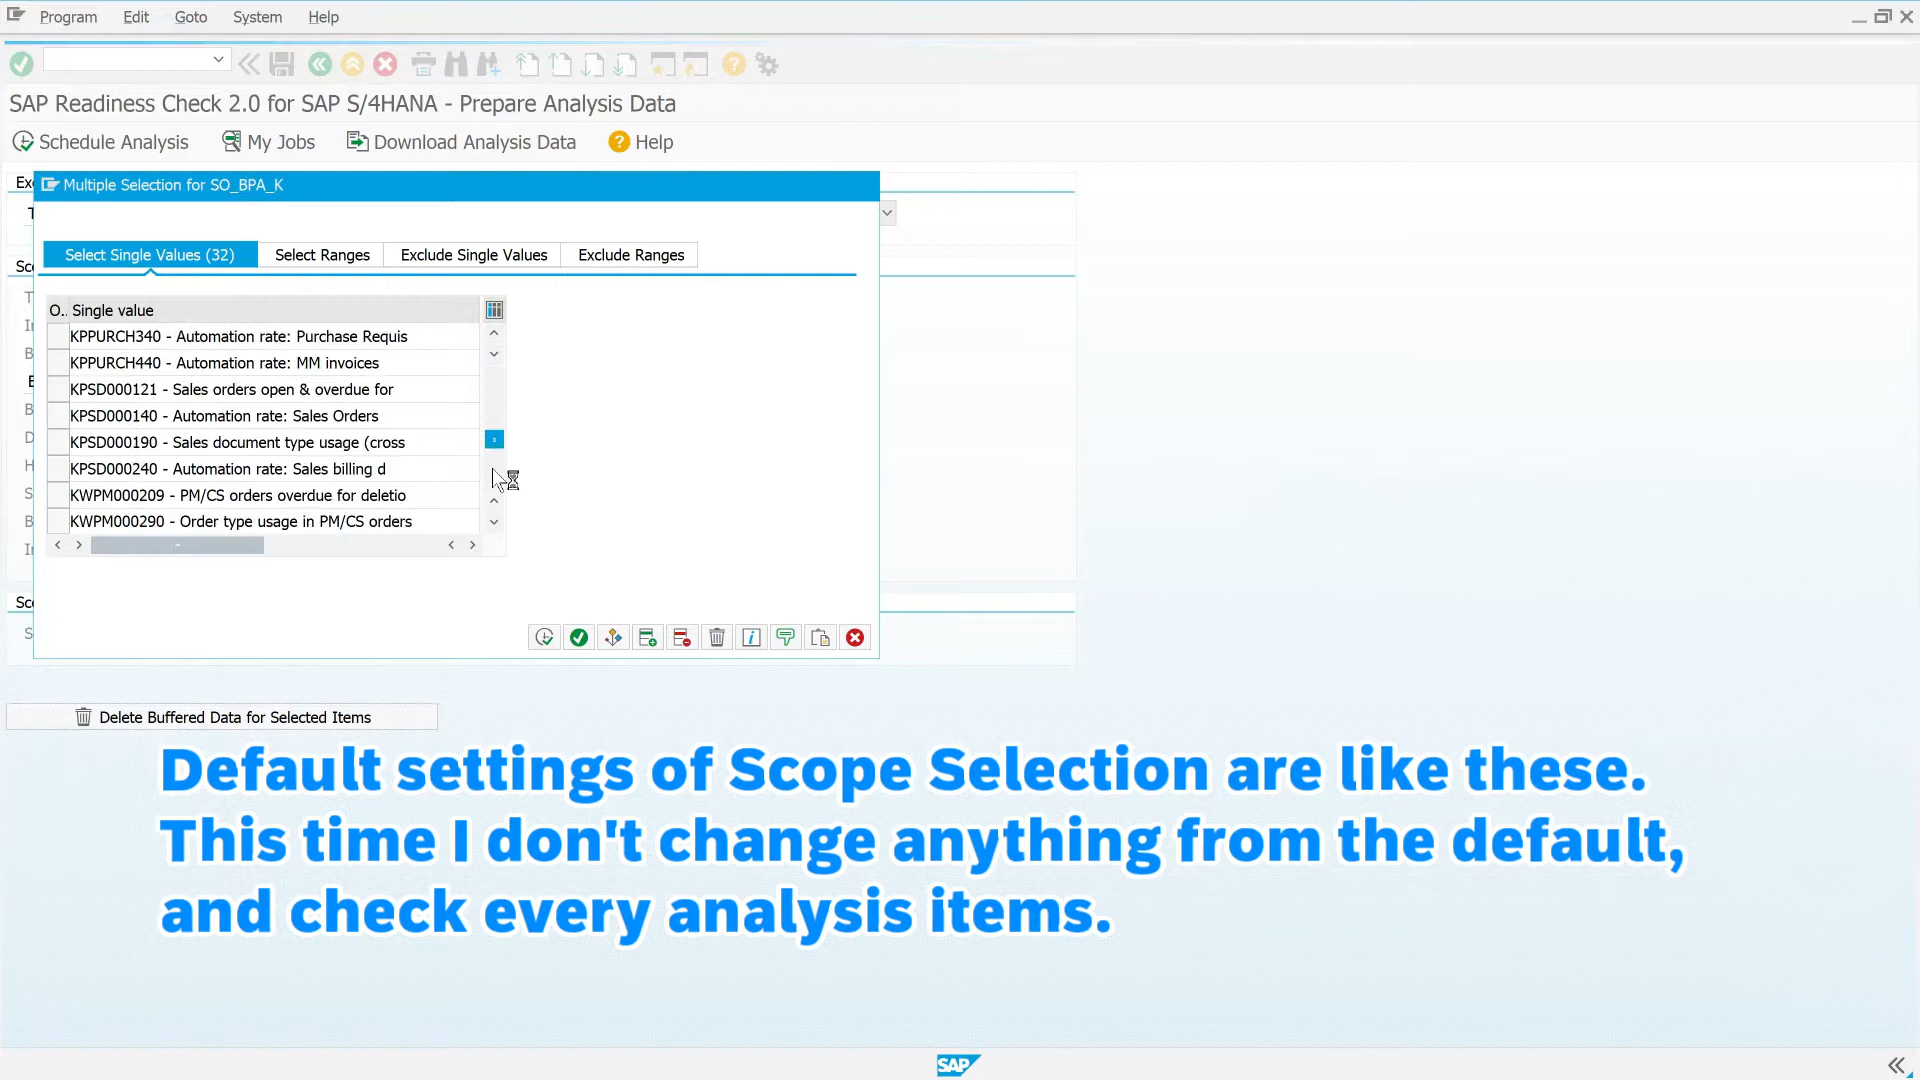 Program Edit Goto System Help
SAP Readiness Check 2.0 for SAP S/4HANA - Prepare Analysis Data
Schedule Analysis My Jobs Download Analysis Data Help
Multiple Selection for SO_BPA_K
Select Single Values (32) Select Ranges Exclude Single Values Exclude Ranges
O.. Single value
KPPURCH340 - Automation rate: Purchase Requis
KPPURCH440 - Automation rate: MM invoices
KPSD000121 - Sales orders open & overdue for
KPSD000140 - Automation rate: Sales Orders
KPSD000190 - Sales document type usage (cross
KPSD000240 - Automation rate: Sales billing d
KWPM000209 - PM/CS orders overdue for deletio
KWPM000290 - Order type usage in PM/CS orders
Delete Buffered Data for Selected Items
Default settings of Scope Selection are like these.
This time I don't change anything from the default,
and check every analysis items.
SAP